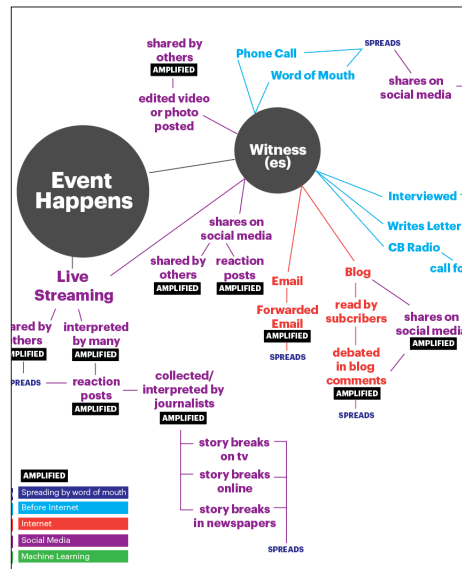 shared by
others
AMPLIFIED
edited video
or photo
posted
Phone Call
Word of Mouth
SPREADS
shares on
social media
Event
Happens
Witness
(es)
Interviewed
Writes Letter
CB Radio
call fo
shares on
social media
shared by
others
AMPLIFIED
reaction
posts
AMPLIFIED
Live
Streaming
Email
Forwarded
Email
AMPLIFIED
SPREADS
Blog
read by
subcribers
debated
in blog
comments
AMPLIFIED
SPREADS
shares on
social media
AMPLIFIED
ared by
thers
MPLIFIED
SPREADS
interpreted
by many
AMPLIFIED
reaction
posts
AMPLIFIED
collected/
interpreted by
journalists
AMPLIFIED
story breaks
on tv
story breaks
online
story breaks
in newspapers
SPREADS
AMPLIFIED
Spreading by word of mouth
Before Internet
Internet
Social Media
Machine Learning